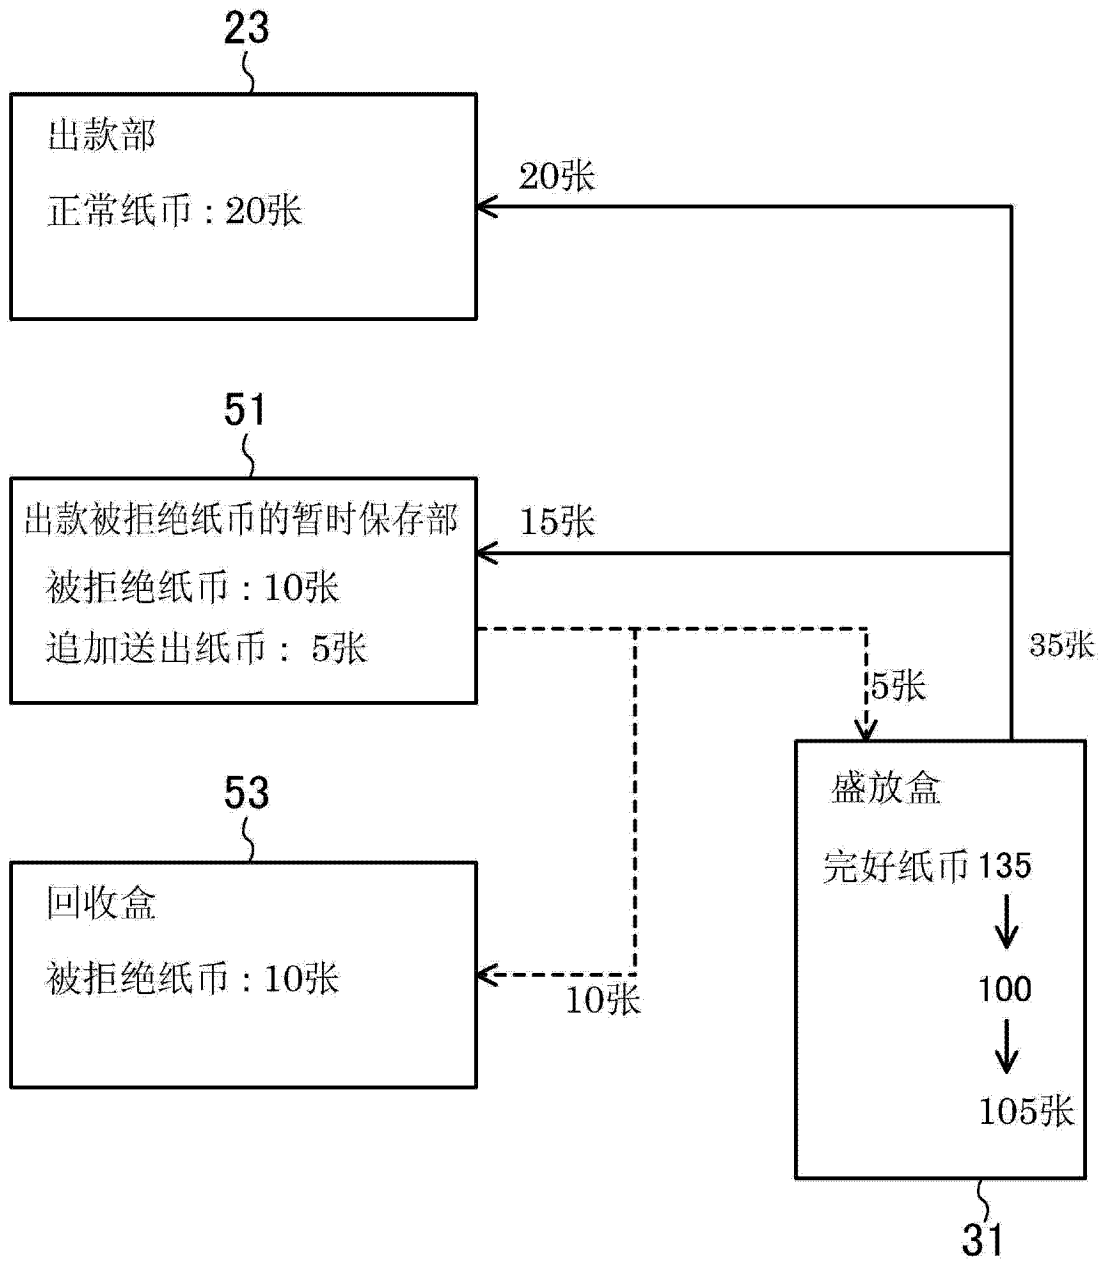 23
出款部
正常纸币：20张
20张
51
出款被拒绝纸币的暂时保存部
被拒绝纸币：10张
追加送出纸币： 5张
15张
35张
5张
53
回收盒
被拒绝纸币：10张
10张
盛放盒
完好纸币135
100
105张
31